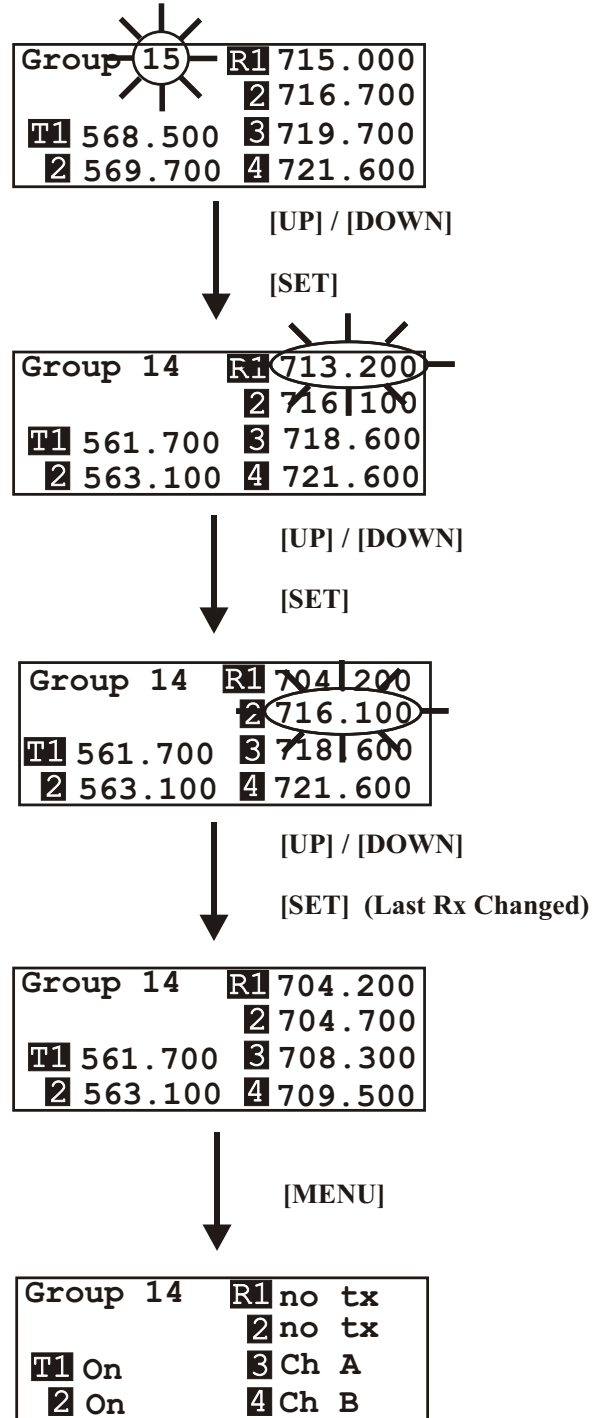 Group 15 R1 715.000
2 716.700
T1 568.500 3 719.700
2 569.700 4 721.600
[UP] / [DOWN]
[SET]
Group 14 R1 713.200
2 716.100
T1 561.700 3 718.600
2 563.100 4 721.600
[UP] / [DOWN]
[SET]
Group 14 R1 704.200
2 716.100
T1 561.700 3 718.600
2 563.100 4 721.600
[UP] / [DOWN]
[SET] (Last Rx Changed)
Group 14 R1 704.200
2 704.700
T1 561.700 3 708.300
2 563.100 4 709.500
[MENU]
Group 14 R1 no tx
2 no tx
T1 On 3 Ch A
2 On 4 Ch B